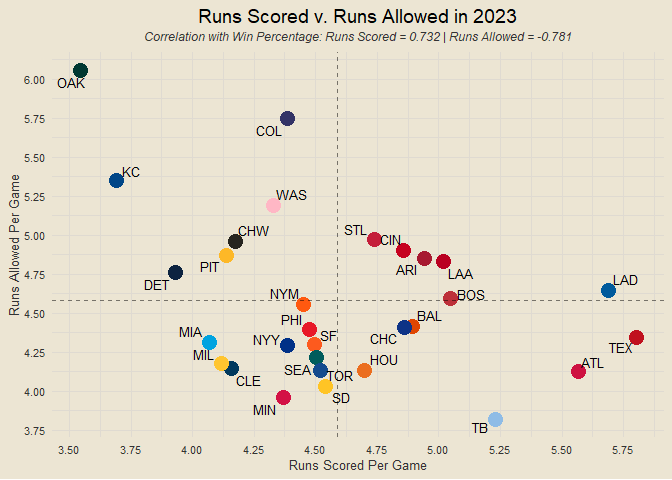 Runs Scored v. Runs Allowed in 2023
Correlation with Win Percentage: Runs Scored = 0.732 | Runs Allowed = -0.781
Runs Allowed Per Game
6.00
5.75
5.50
5.25
5.00
4.75
4.50
4.25
4.00
3.75
OAK
COL
KC
WAS
CHW
STL
CIN
PIT
ARI
LAA
DET
LAD
NYM
BOS
PHI
BAL
MIA
NYY
SF
CHC
TEX
MIL
HOU
ATL
CLE
SEA
TOR
MIN
SD
TB
3.50
3.75
4.00
4.25
4.50
4.75
5.00
5.25
5.50
5.75
Runs Scored Per Game